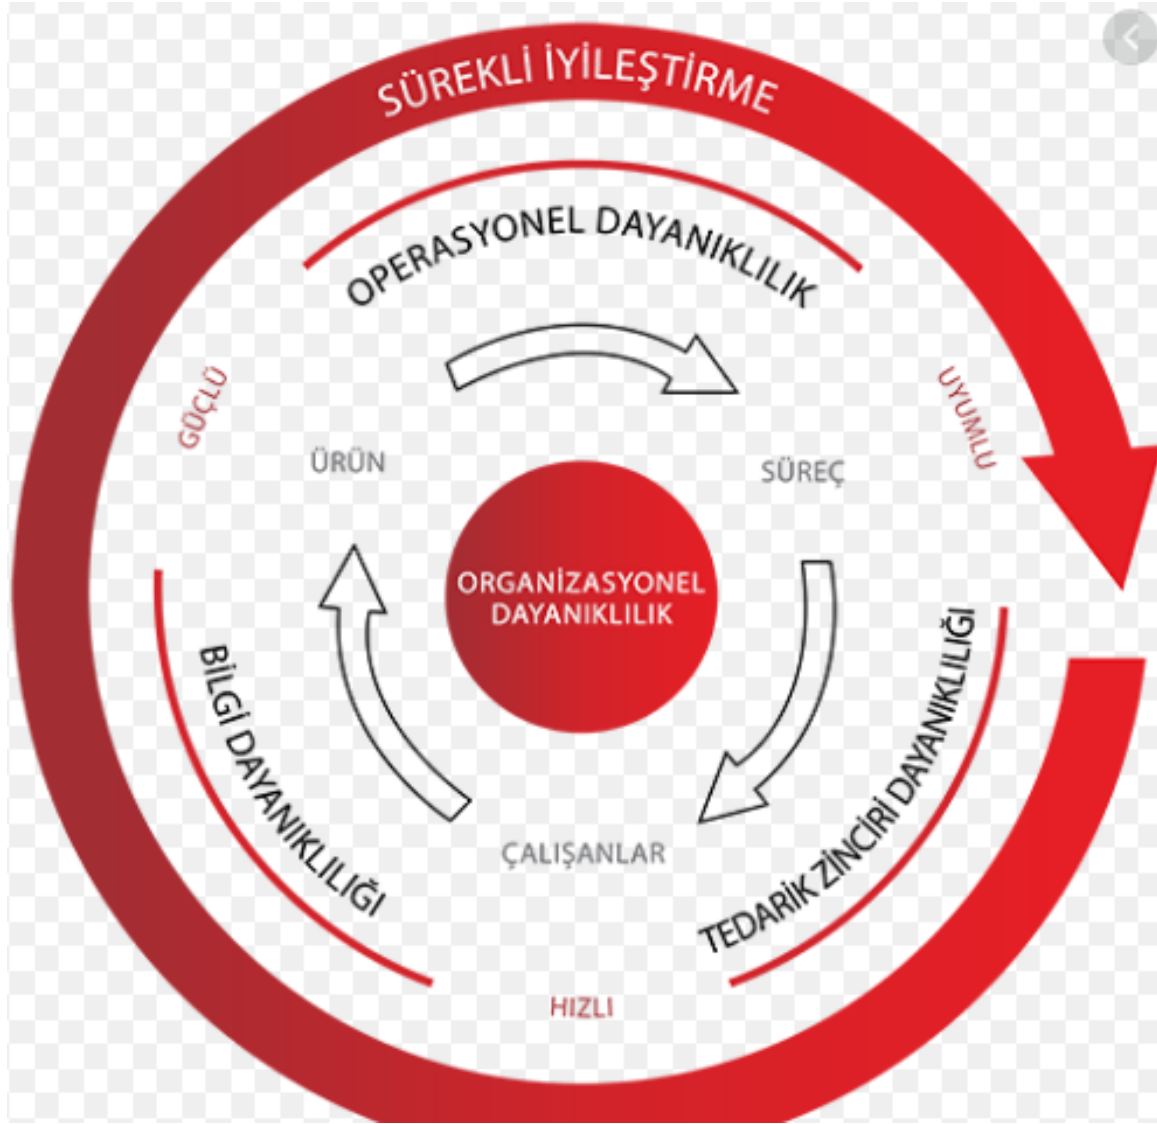 SÜREKLİ İYİLEŞTİRME
OPERASYONEL DAYANIKLILIK
GÜÇLÜ
UYUMLU
ÜRÜN
SÜREÇ
ORGANİZASYONEL
DAYANIKLILIK
BİLGİ DAYANIKLILIĞI
TEDARİK ZİNCİRİ DAYANIKLILIĞI
ÇALIŞANLAR
HIZLI